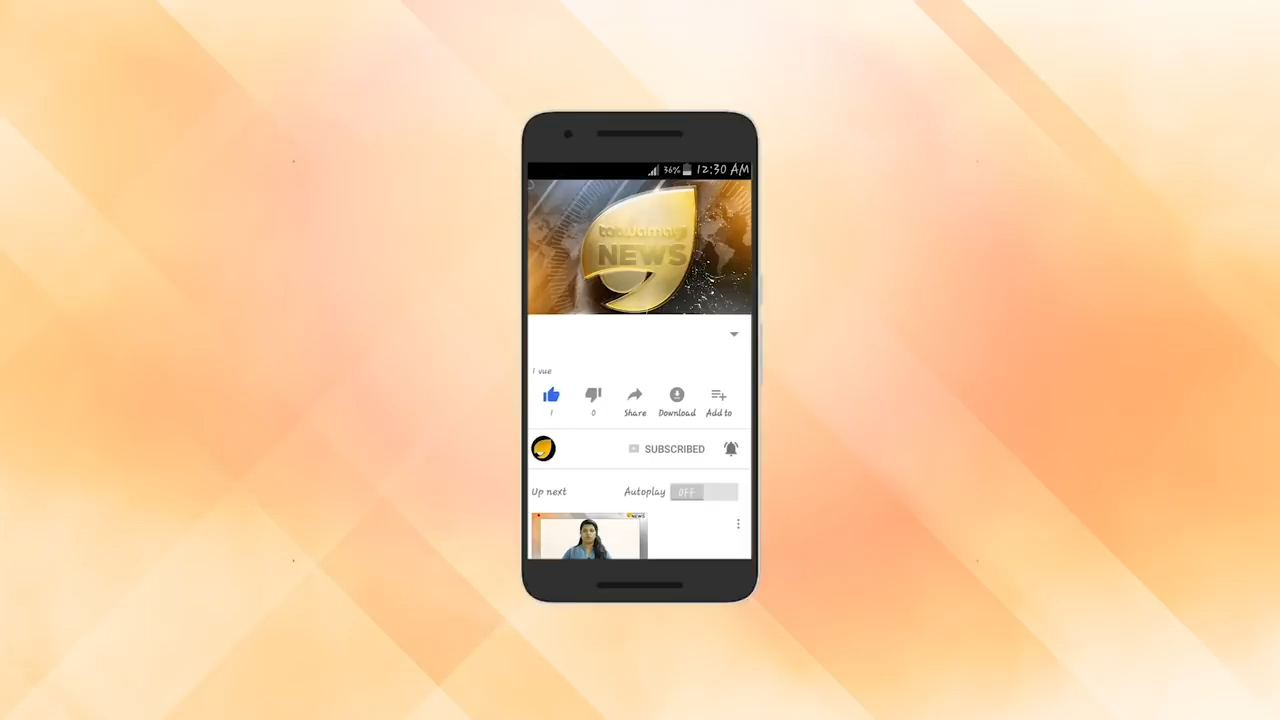 36% 12:30 AM
tatwamayi
NEWS
1 vue
1 0 Share Download Add to
SUBSCRIBED
Up next Autoplay OFF
NEWS